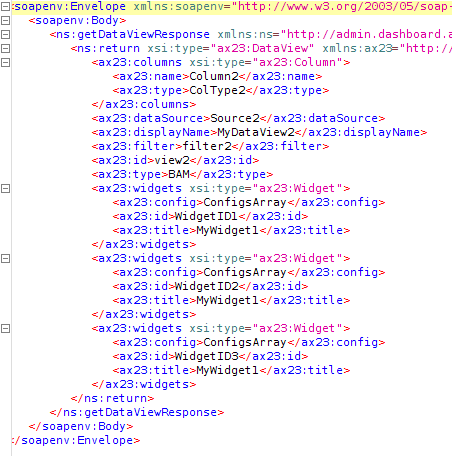 <soapenv:Envelope xmlns:soapenv="http://www.w3.org/2003/05/soap-
<soapenv:Body>
<ns:getDataViewResponse xmlns:ns="http://admin.dashboard.a
<ns:return xsi:type="ax23:DataView" xmlns:ax23="http:/
<ax23:columns xsi:type="ax23:Column">
<ax23:name>Column2</ax23:name>
<ax23:type>ColType2</ax23:type>
</ax23:columns>
<ax23:dataSource>Source2</ax23:dataSource>
<ax23:displayName>MyDataView2</ax23:displayName>
<ax23:filter>filter2</ax23:filter>
<ax23:id>view2</ax23:id>
<ax23:type>BAM</ax23:type>
<ax23:widgets xsi:type="ax23:Widget">
<ax23:config>ConfigsArray</ax23:config>
<ax23:id>WidgetID1</ax23:id>
<ax23:title>MyWidget1</ax23:title>
</ax23:widgets>
<ax23:widgets xsi:type="ax23:Widget">
<ax23:config>ConfigsArray</ax23:config>
<ax23:id>WidgetID2</ax23:id>
<ax23:title>MyWidget1</ax23:title>
</ax23:widgets>
<ax23:widgets xsi:type="ax23:Widget">
<ax23:config>ConfigsArray</ax23:config>
<ax23:id>WidgetID3</ax23:id>
<ax23:title>MyWidget1</ax23:title>
</ax23:widgets>
</ns:return>
</ns:getDataViewResponse>
</soapenv:Body>
</soapenv:Envelope>